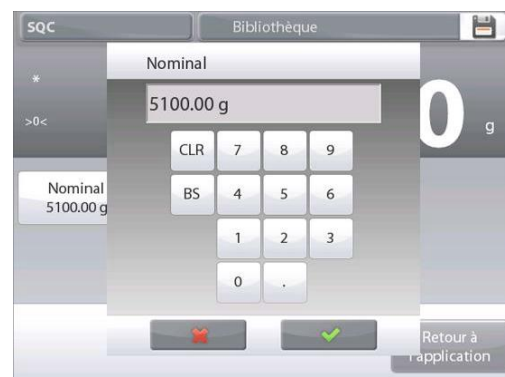 SQC
Bibliothèque
Nominal
*
5100.00 g
>0<
0 g
CLR 7 8 9
Nominal
5100.00 g
BS 4 5 6
1 2 3
0 .
Retour à
l'application